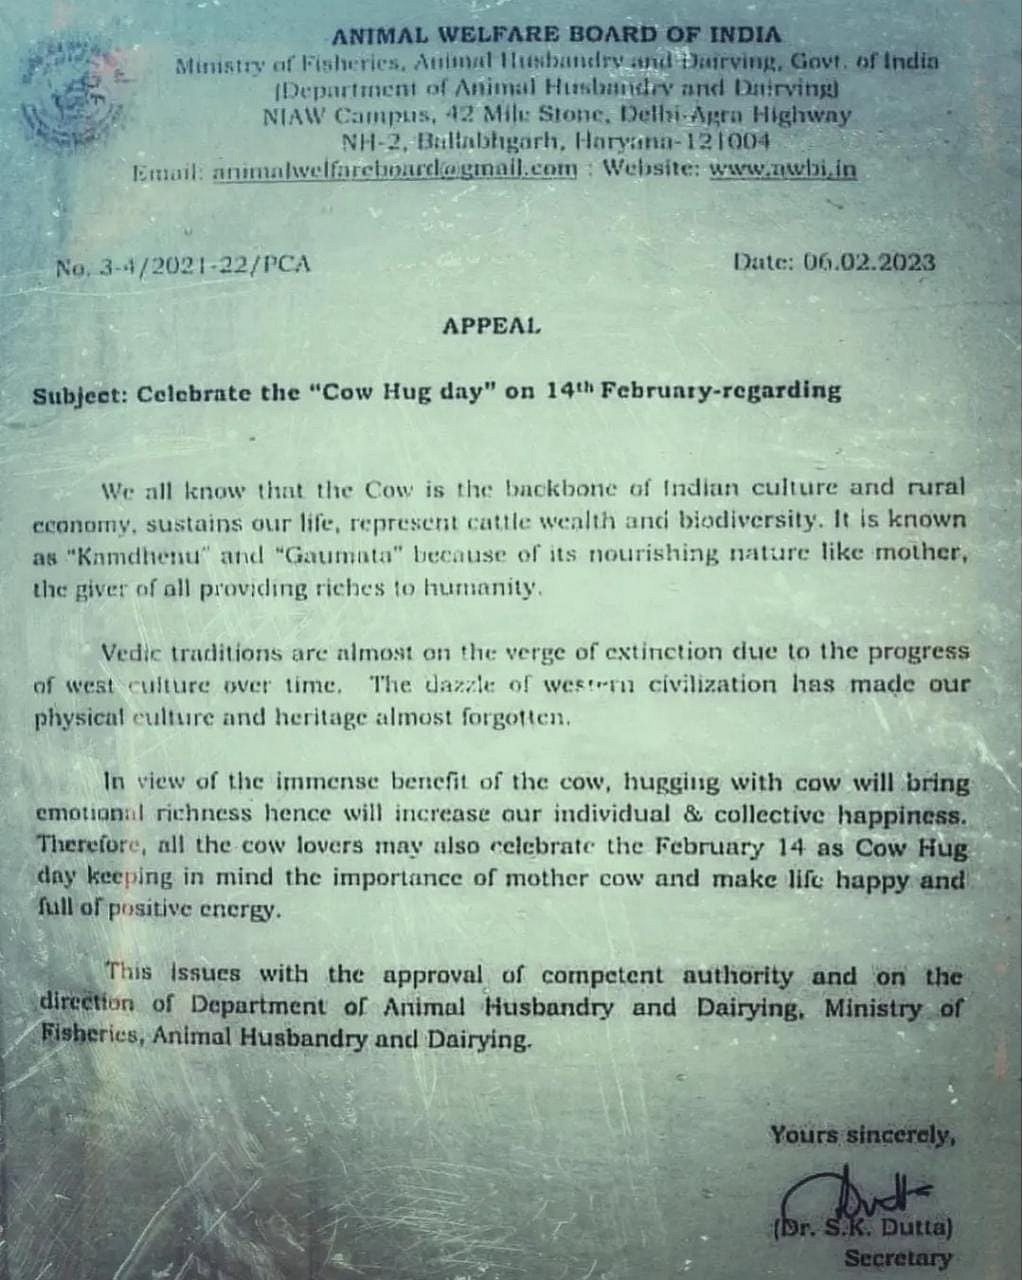 ANIMAL WELFARE BOARD OF INDIA
Ministry of Fisheries, Animal Husbandry and Dairying, Govt. of India
(Department of Animal Husbandry and Dairying)
NIAW Campus, 42 Mile Stone, Delhi-Agra Highway
NH-2, Ballabhgarh, Haryana-121004
Email: animalwelfareboard@gmail.com ; Website: www.awbi.in
No. 3-4/2021-22/PCA Date: 06.02.2023
APPEAL
Subject: Celebrate the "Cow Hug day" on 14th February-regarding
We all know that the Cow is the backbone of Indian culture and rural
economy, sustains our life, represent cattle wealth and biodiversity. It is known
as "Kamdhenu" and "Gaumata" because of its nourishing nature like mother,
the giver of all providing riches to humanity.
Vedic traditions are almost on the verge of extinction due to the progress
of west culture over time. The dazzle of western civilization has made our
physical culture and heritage almost forgotten.
In view of the immense benefit of the cow, hugging with cow will bring
emotional richness hence will increase our individual & collective happiness.
Therefore, all the cow lovers may also celebrate the February 14 as Cow Hug
day keeping in mind the importance of mother cow and make life happy and
full of positive energy.
This issues with the approval of competent authority and on the
direction of Department of Animal Husbandry and Dairying, Ministry of
Fisheries, Animal Husbandry and Dairying.
Yours sincerely,
(Dr. S.K. Dutta)
Secretary